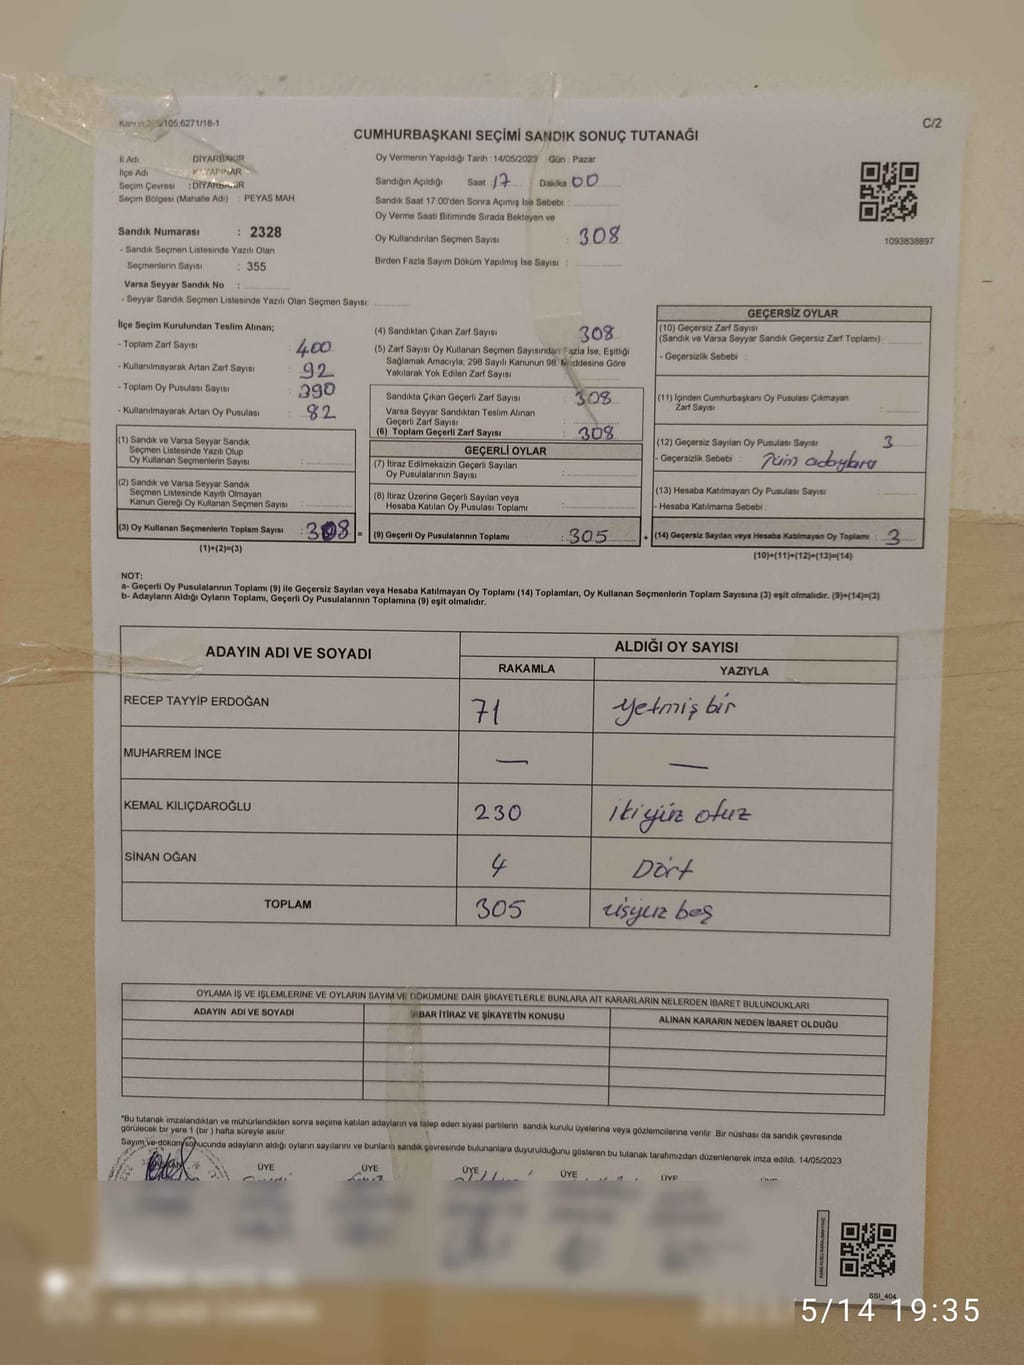 105.6271/18-1
C/2
CUMHURBAŞKANI SEÇİMİ SANDIK SONUÇ TUTANAĞI
İl Adı : DİYARBAKIR
İlçe Adı : KAYAPINAR
Seçim Çevresi : DİYARBAKIR
Seçim Bölgesi (Mahalle Adı) : PEYAS MAH
Oy Vermenin Yapıldığı Tarih : 14/05/2023 Gün : Pazar
Sandığın Açıldığı Saat 17 Dakika : 00
Sandık Saat 17.00'den Sonra Açımış İse Sebebi :
Oy Verme Saati Bitiminde Sırada Bekleyen ve
Oy Kullandırılan Seçmen Sayısı : 308
Birden Fazla Sayım Döküm Yapılmış İse Sayısı :
1093838897
Sandık Numarası : 2328
- Sandık Seçmen Listesinde Yazılı Olan
Seçmenlerin Sayısı : 355
Varsa Seyyar Sandık No :
- Seyyar Sandık Seçmen Listesinde Yazılı Olan Seçmen Sayısı:
İlçe Seçim Kurulundan Teslim Alınan;
- Toplam Zarf Sayısı : 400
- Kullanılmayarak Artan Zarf Sayısı : 92
- Toplam Oy Pusulası Sayısı : 390
- Kullanılmayarak Artan Oy Pusulası : 82
(1) Sandık ve Varsa Seyyar Sandık
Seçmen Listesinde Yazılı Olup
Oy Kullanan Seçmenlerin Sayısı :
(2) Sandık ve Varsa Seyyar Sandık
Seçmen Listesinde Kayıtlı Olmayan
Kanun Gereği Oy Kullanan Seçmen Sayısı :
(3) Oy Kullanan Seçmenlerin Toplam Sayısı : 308 =
(1)+(2)=(3)
(4) Sandıktan Çıkan Zarf Sayısı 308
(5) Zarf Sayısı Oy Kullanan Seçmen Sayısından Fazla İse, Eşitliği
Sağlamak Amacıyla, 298 Sayılı Kanunun 98. Maddesine Göre
Yakılarak Yok Edilen Zarf Sayısı
Sandıkta Çıkan Geçerli Zarf Sayısı : 308
Varsa Seyyar Sandıktan Teslim Alınan
Geçerli Zarf Sayısı :
(6) Toplam Geçerli Zarf Sayısı : 308
GEÇERLİ OYLAR
(7) İtiraz Edilmeksizin Geçerli Sayılan
Oy Pusulalarının Sayısı :
(8) İtiraz Üzerine Geçerli Sayılan veya
Hesaba Katılan Oy Pusulası Toplamı :
(9) Geçerli Oy Pusulalarının Toplamı : 305 +
GEÇERSİZ OYLAR
(10) Geçersiz Zarf Sayısı
(Sandık ve Varsa Seyyar Sandık Geçersiz Zarf Toplamı) :
- Geçersizlik Sebebi :
(11) İçinden Cumhurbaşkanı Oy Pusulası Çıkmayan
Zarf Sayısı :
(12) Geçersiz Sayılan Oy Pusulası Sayısı : 3
- Geçersizlik Sebebi : Tüm adaylara
(13) Hesaba Katılmayan Oy Pusulası Sayısı :
- Hesaba Katılmama Sebebi :
(14) Geçersiz Sayılan veya Hesaba Katılmayan Oy Toplamı : 3
(10)+(11)+(12)+(13)=(14)
NOT:
a- Geçerli Oy Pusulalarının Toplamı (9) ile Geçersiz Sayılan veya Hesaba Katılmayan Oy Toplamı (14) Toplamları, Oy Kullanan Seçmenlerin Toplam Sayısına (3) eşit olmalıdır. (9)+(14)=(3)
b- Adayların Aldığı Oyların Toplamı, Geçerli Oy Pusulalarının Toplamına (9) eşit olmalıdır.
ADAYIN ADI VE SOYADI ALDIĞI OY SAYISI
RAKAMLA YAZIYLA
RECEP TAYYİP ERDOĞAN 71 yetmiş bir
MUHARREM İNCE — —
KEMAL KILIÇDAROĞLU 230 ikiyüz otuz
SİNAN OĞAN 4 Dört
TOPLAM 305 üçyüz beş
OYLAMA İŞ VE İŞLEMLERİNE VE OYLARIN SAYIM VE DÖKÜMÜNE DAİR ŞİKAYETLERLE BUNLARA AİT KARARLARIN NELERDEN İBARET BULUNDUKLARI
ADAYIN ADI VE SOYADI İHBAR İTİRAZ VE ŞİKAYETİN KONUSU ALINAN KARARIN NEDEN İBARET OLDUĞU
*Bu tutanak imzalandıktan ve mühürlendikten sonra seçime katılan adayların ve talep eden siyasi partilerin sandık kurulu üyelerine veya gözlemcilerine verilir. Bir nüshası da sandık çevresinde
görülecek bir yere 1 (bir ) hafta süreyle asılır.
Sayım ve döküm sonucunda adayların aldığı oyların sayılarını ve bunların sandık çevresinde bulunanlara duyurulduğunu gösteren bu tutanak tarafımızdan düzenlenerek imza edildi. 14/05/2023
ÜYE ÜYE ÜYE ÜYE ÜYE
SSİ_404
5/14 19:35